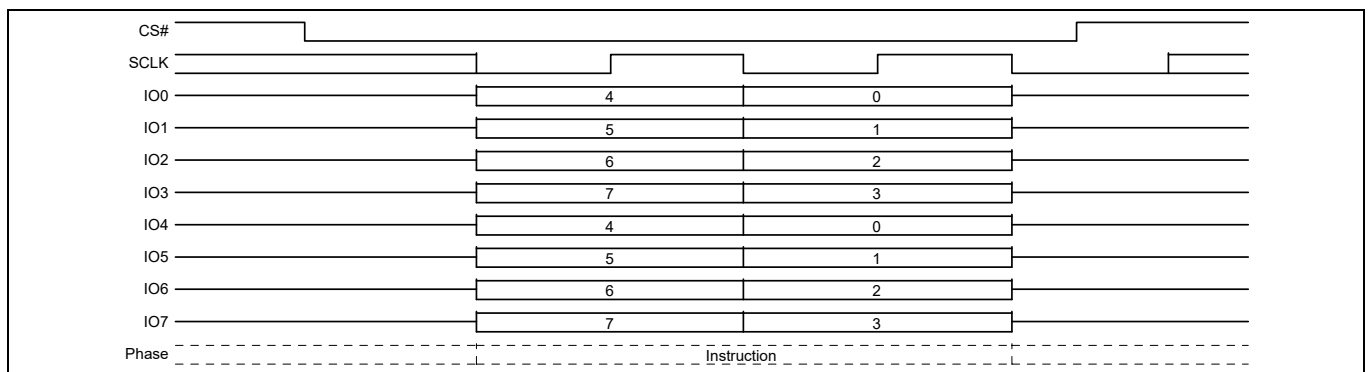 CS#
SCLK
IO0 4 0
IO1 5 1
IO2 6 2
IO3 7 3
IO4 4 0
IO5 5 1
IO6 6 2
IO7 7 3
Phase Instruction